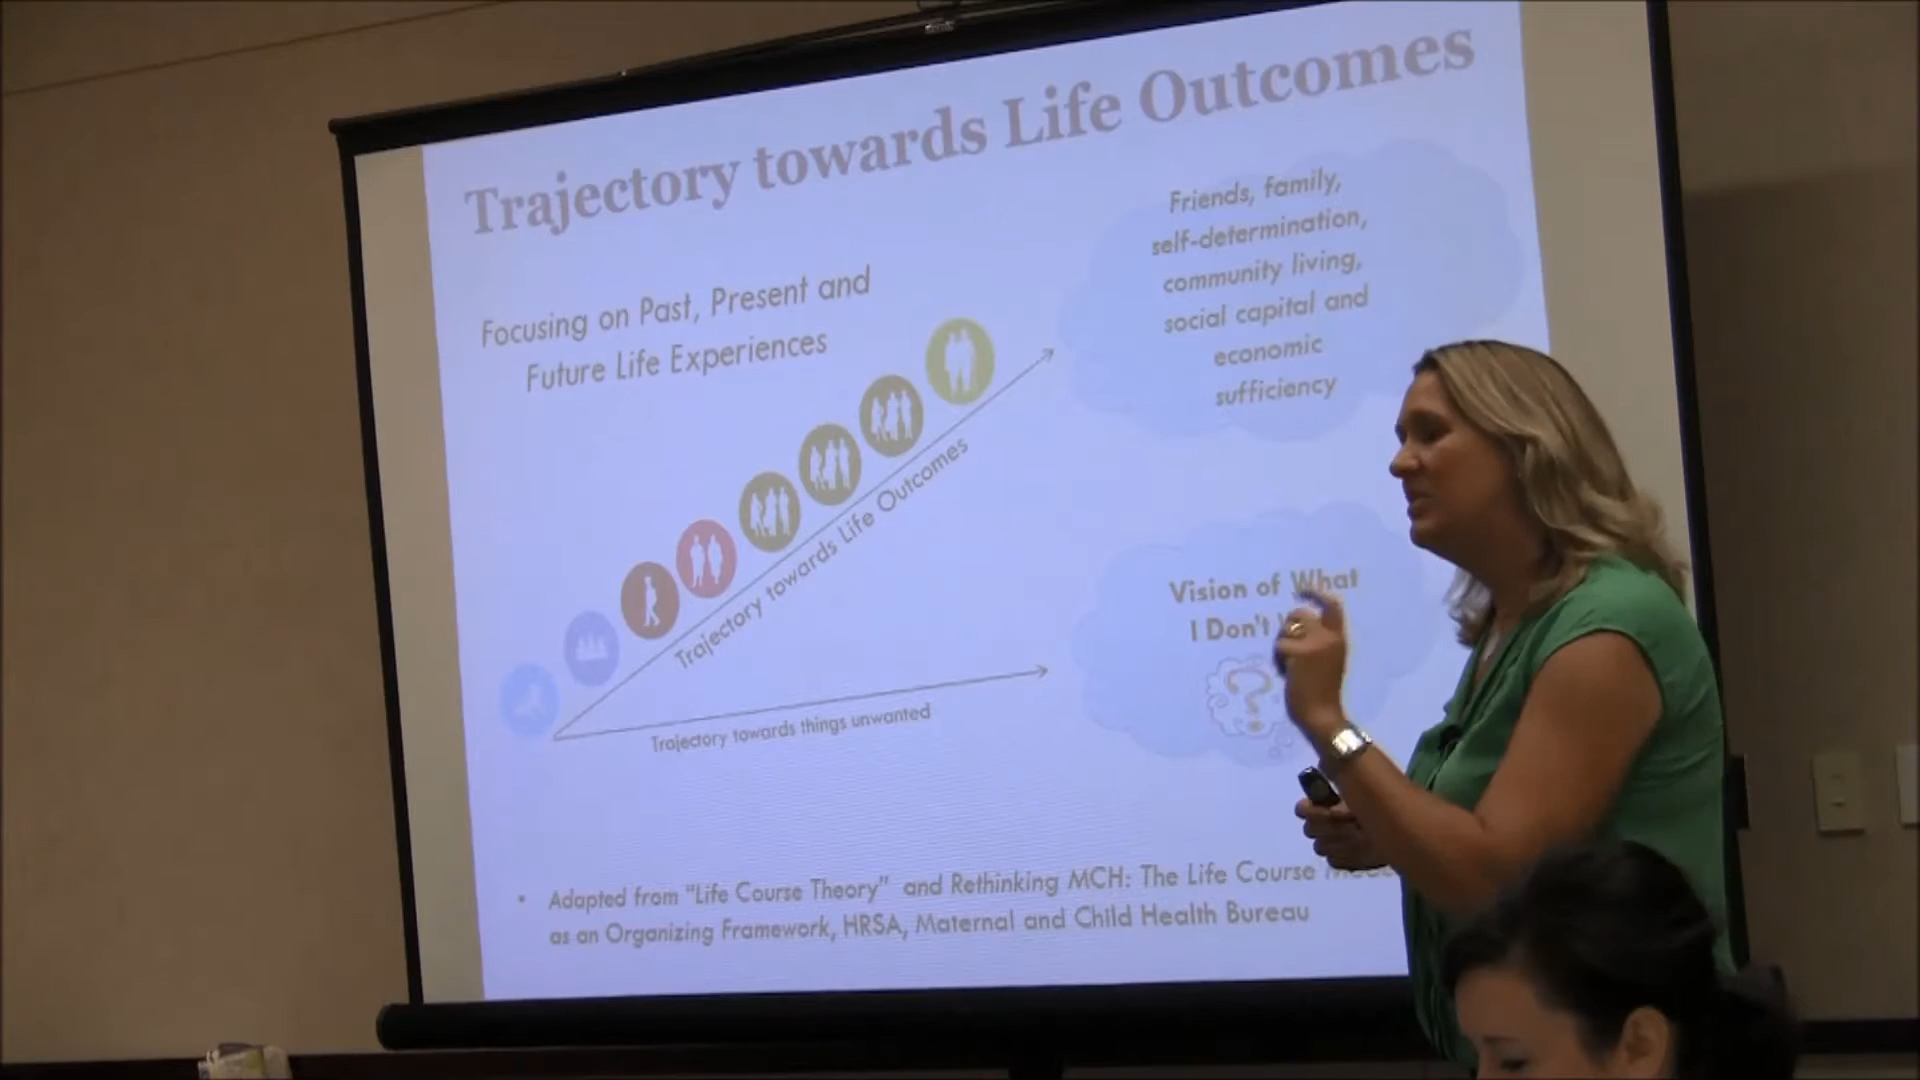 Trajectory towards Life Outcomes
Focusing on Past, Present and
Future Life Experiences
Friends, family,
self-determination,
community living,
social capital and
economic
sufficiency
Trajectory towards Life Outcomes
Vision of What
I Don't
?
Trajectory towards things unwanted
• Adapted from "Life Course Theory" and Rethinking MCH: The Life Course
as an Organizing Framework, HRSA, Maternal and Child Health Bureau